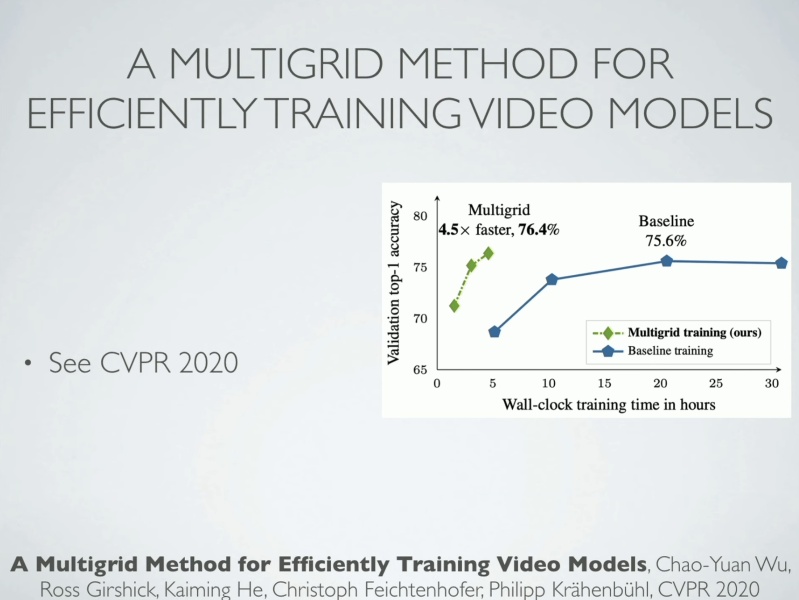 A MULTIGRID METHOD FOR
EFFICIENTLY TRAINING VIDEO MODELS
• See CVPR 2020
Validation top-1 accuracy
80
75
70
65
Multigrid
4.5× faster, 76.4%
Baseline
75.6%
Multigrid training (ours)
Baseline training
0 5 10 15 20 25 30
Wall-clock training time in hours
A Multigrid Method for Efficiently Training Video Models, Chao-Yuan Wu,
Ross Girshick, Kaiming He, Christoph Feichtenhofer, Philipp Krähenbühl, CVPR 2020